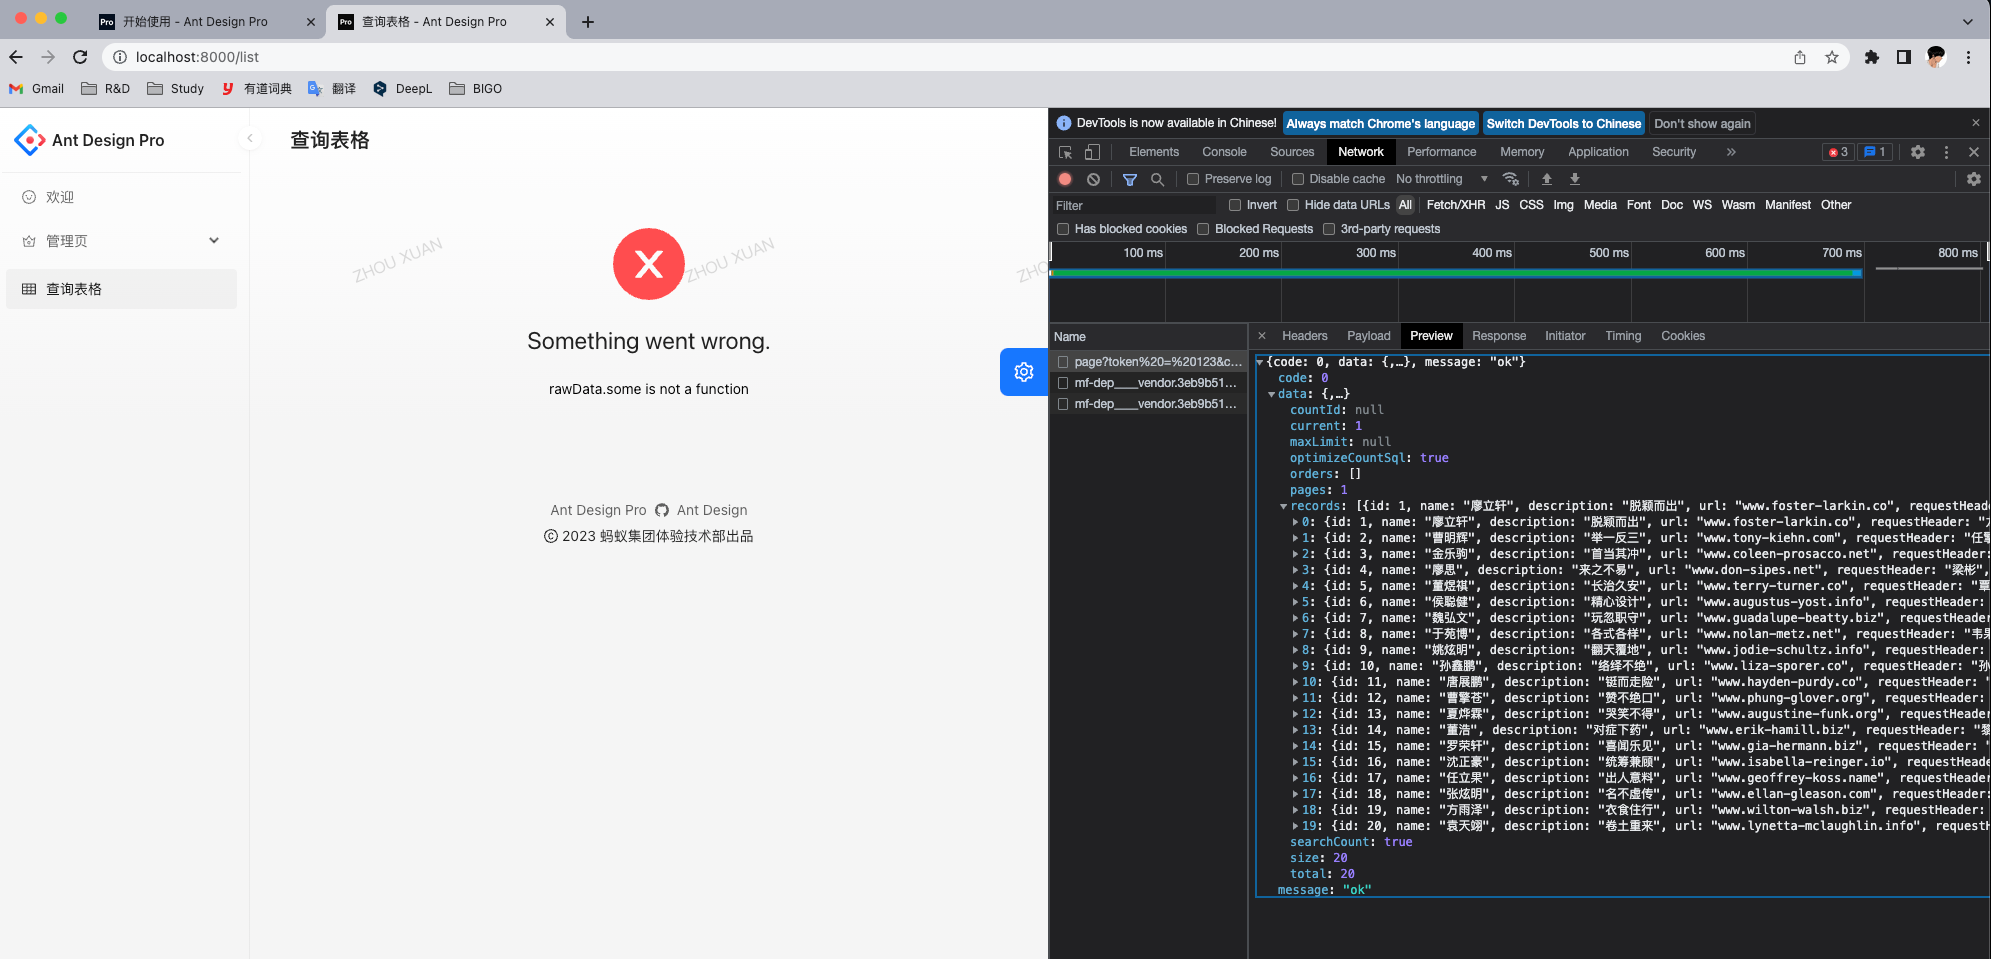 开始使用 - Ant Design Pro
查询表格 - Ant Design Pro
localhost:8000/list
Gmail
R&D
Study
有道词典
翻译
DeepL
BIGO
Ant Design Pro
查询表格
欢迎
管理页
查询表格
ZHOU XUAN
ZHOU XUAN
ZHO
Something went wrong.
rawData.some is not a function
Ant Design Pro Ant Design
© 2023 蚂蚁集团体验技术部出品
DevTools is now available in Chinese! Always match Chrome's language Switch DevTools to Chinese Don't show again
Elements Console Sources Network Performance Memory Application Security » 3 1
Preserve log Disable cache No throttling
Filter Invert Hide data URLs All Fetch/XHR JS CSS Img Media Font Doc WS Wasm Manifest Other
Has blocked cookies Blocked Requests 3rd-party requests
100 ms 200 ms 300 ms 400 ms 500 ms 600 ms 700 ms 800 ms
Name
page?token%20=%20123&c...
mf-dep____vendor.3eb9b51...
mf-dep____vendor.3eb9b51...
Headers Payload Preview Response Initiator Timing Cookies
{code: 0, data: {,…}, message: "ok"}
code: 0
data: {,…}
countId: null
current: 1
maxLimit: null
optimizeCountSql: true
orders: []
pages: 1
records: [{id: 1, name: "廖立轩", description: "脱颖而出", url: "www.foster-larkin.co", requestHead
0: {id: 1, name: "廖立轩", description: "脱颖而出", url: "www.foster-larkin.co", requestHeader:
1: {id: 2, name: "曹明辉", description: "举一反三", url: "www.tony-kiehn.com", requestHeader: "任
2: {id: 3, name: "金乐驹", description: "首当其冲", url: "www.coleen-prosacco.net", requestHeader:
3: {id: 4, name: "廖思", description: "来之不易", url: "www.don-sipes.net", requestHeader: "梁彬",
4: {id: 5, name: "董煜祺", description: "长治久安", url: "www.terry-turner.co", requestHeader: "覃
5: {id: 6, name: "侯聪健", description: "精心设计", url: "www.augustus-yost.info", requestHeader:
6: {id: 7, name: "魏弘文", description: "玩忽职守", url: "www.guadalupe-beatty.biz", requestHeader:
7: {id: 8, name: "于苑博", description: "各式各样", url: "www.nolan-metz.net", requestHeader: "韦
8: {id: 9, name: "姚炫明", description: "翻天覆地", url: "www.jodie-schultz.info", requestHeader:
9: {id: 10, name: "孙鑫鹏", description: "络绎不绝", url: "www.liza-sporer.co", requestHeader: "孙
10: {id: 11, name: "唐展鹏", description: "铤而走险", url: "www.hayden-purdy.co", requestHeader: "
11: {id: 12, name: "曹擎苍", description: "赞不绝口", url: "www.phung-glover.org", requestHeader: "
12: {id: 13, name: "夏烨霖", description: "哭笑不得", url: "www.augustine-funk.org", requestHeader:
13: {id: 14, name: "董浩", description: "对症下药", url: "www.erik-hamill.biz", requestHeader: "黎
14: {id: 15, name: "罗荣轩", description: "喜闻乐见", url: "www.gia-hermann.biz", requestHeader: "
15: {id: 16, name: "沈正豪", description: "统筹兼顾", url: "www.isabella-reinger.io", requestHeader:
16: {id: 17, name: "任立果", description: "出人意料", url: "www.geoffrey-koss.name", requestHeader:
17: {id: 18, name: "张炫明", description: "名不虚传", url: "www.ellan-gleason.com", requestHeader:
18: {id: 19, name: "方雨泽", description: "衣食住行", url: "www.wilton-walsh.biz", requestHeader:
19: {id: 20, name: "袁天翊", description: "卷土重来", url: "www.lynetta-mclaughlin.info", requestH
searchCount: true
size: 20
total: 20
message: "ok"